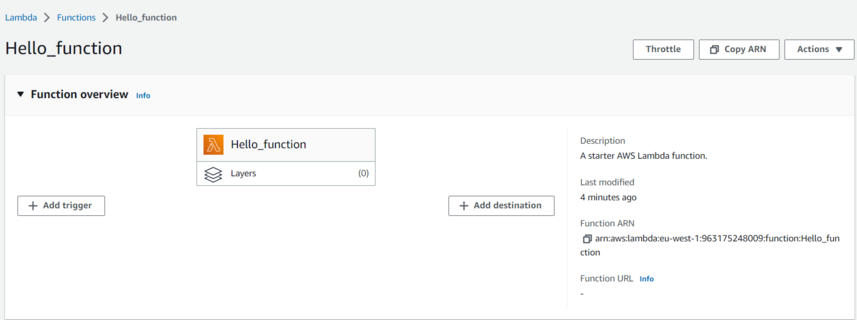 Lambda > Functions > Hello_function
Hello_function
Throttle
Copy ARN
Actions ▼
▼ Function overview Info
Hello_function
Layers (0)
+ Add trigger
+ Add destination
Description
A starter AWS Lambda function.
Last modified
4 minutes ago
Function ARN
arn:aws:lambda:eu-west-1:963175248009:function:Hello_fun
ction
Function URL Info
-